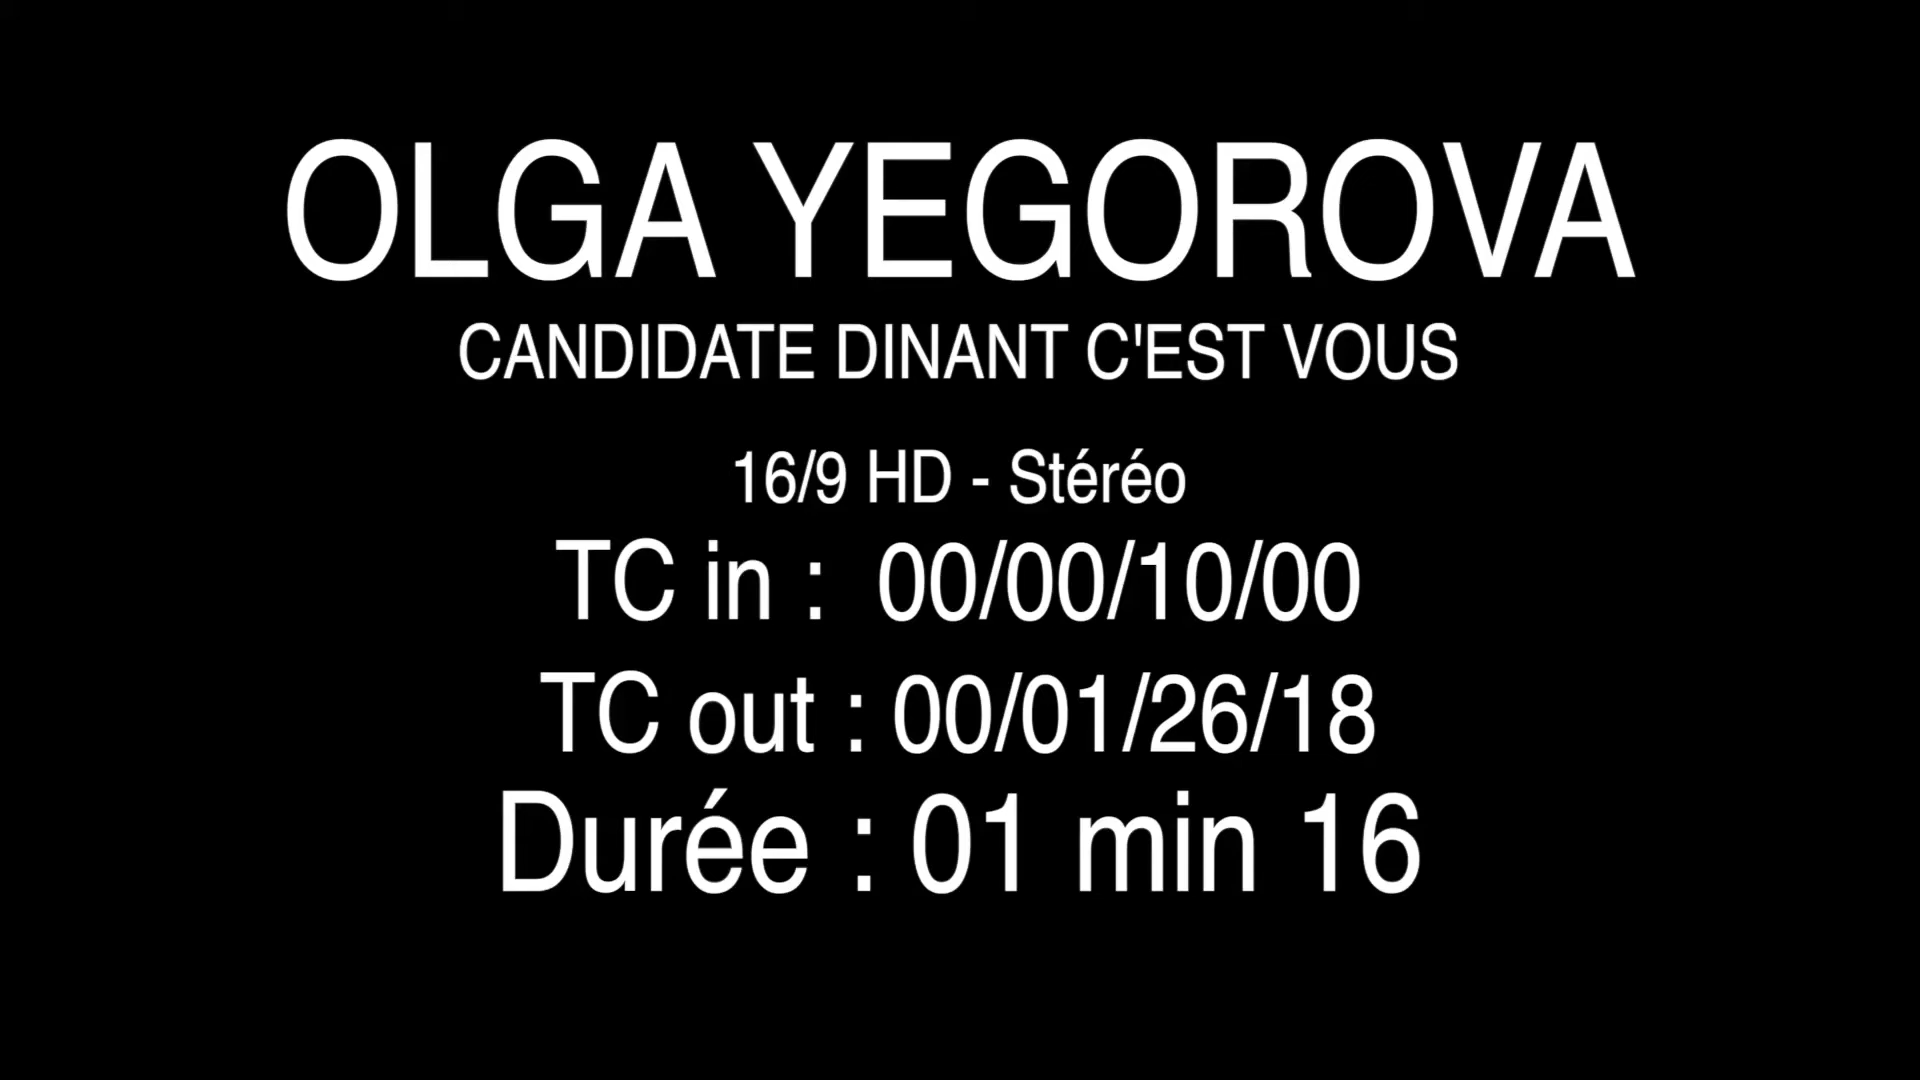 OLGA YEGOROVA
CANDIDATE DINANT C'EST VOUS
16/9 HD - Stéréo
TC in :  00/00/10/00
TC out : 00/01/26/18
Durée : 01 min 16